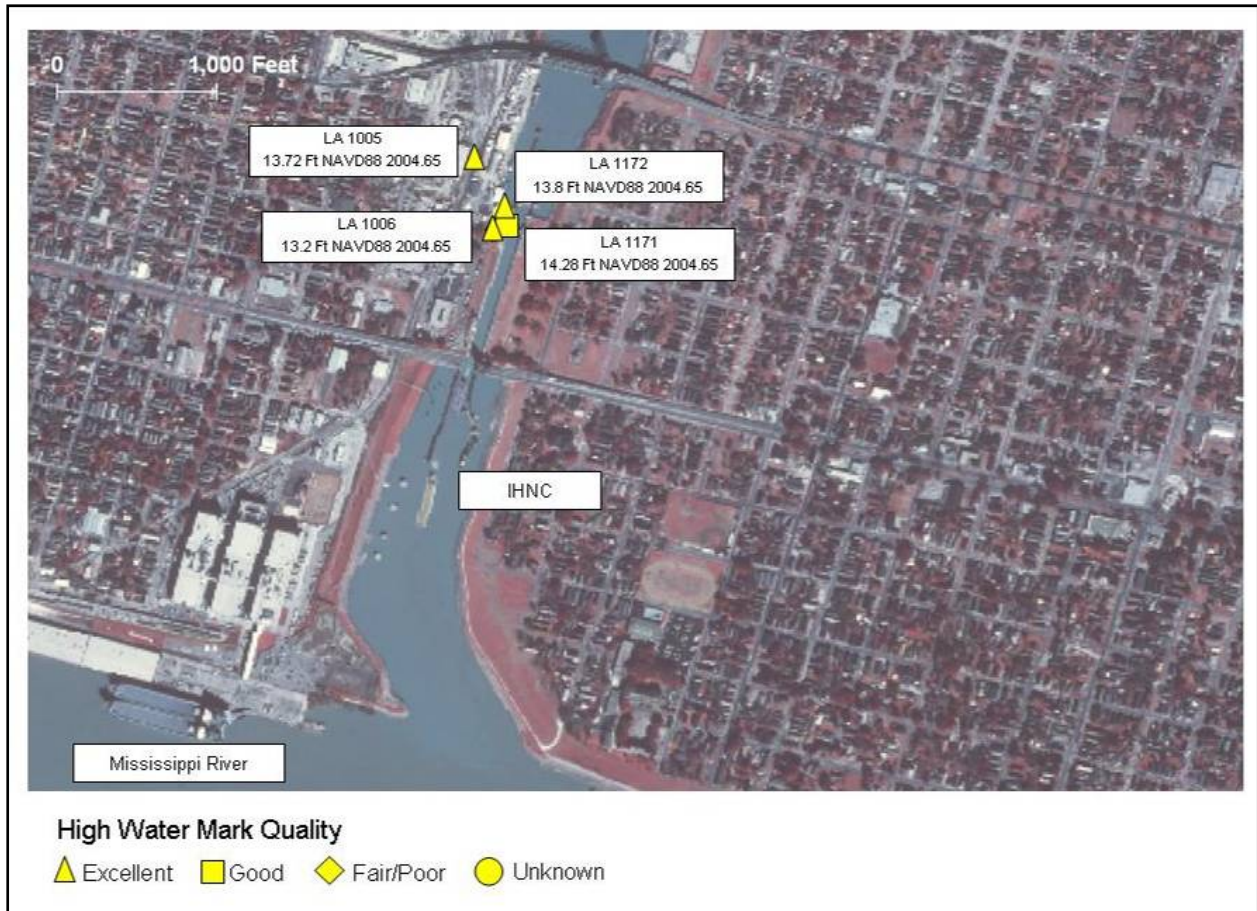 0 1,000 Feet
LA 1005
13.72 Ft NAVD88 2004.65
LA 1172
13.8 Ft NAVD88 2004.65
LA 1006
13.2 Ft NAVD88 2004.65
LA 1171
14.28 Ft NAVD88 2004.65
IHNC
Mississippi River
High Water Mark Quality
Excellent Good Fair/Poor Unknown